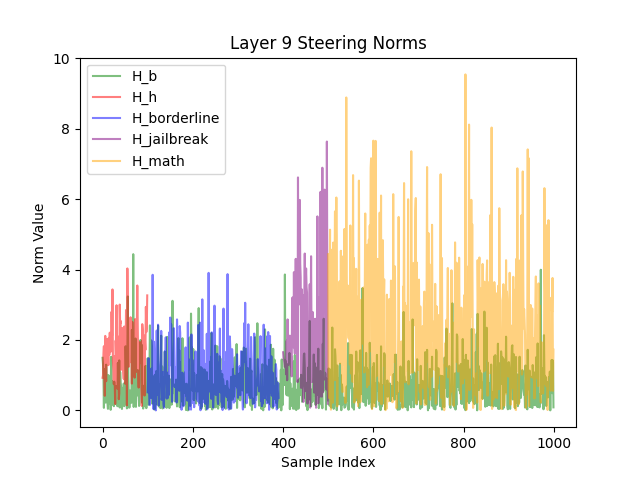 Layer 9 Steering Norms
10
8
6
4
2
0
Norm Value
H_b
H_h
H_borderline
H_jailbreak
H_math
0 200 400 600 800 1000
Sample Index